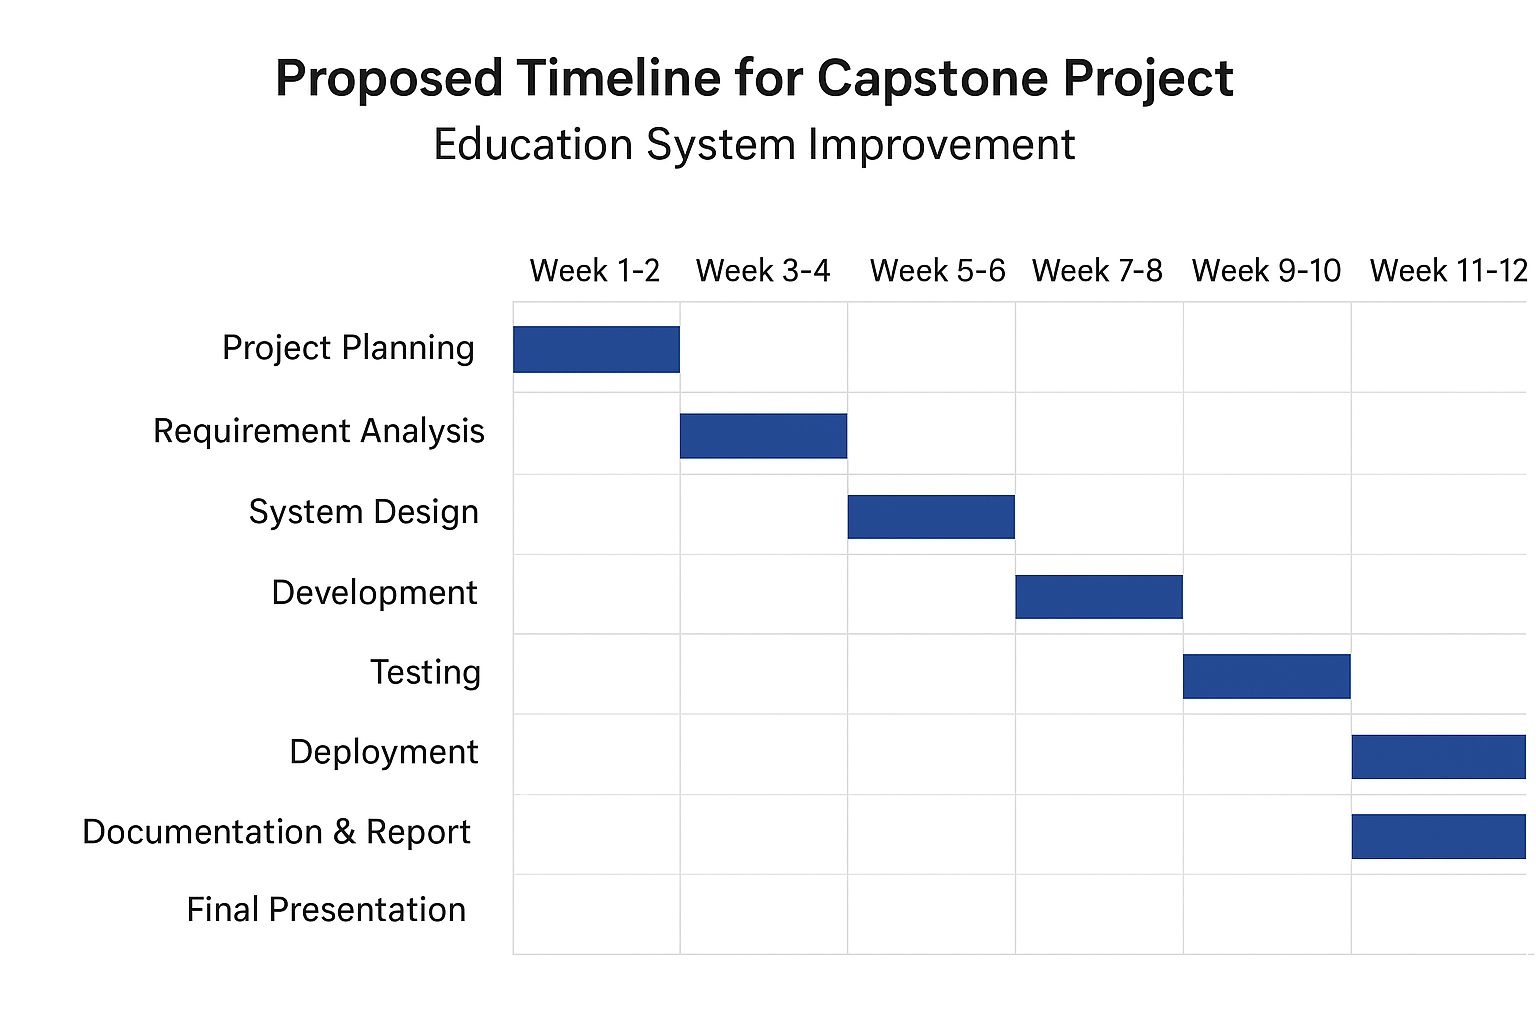 Proposed Timeline for Capstone Project
Education System Improvement
Week 1-2 Week 3-4 Week 5-6 Week 7-8 Week 9-10 Week 11-12
Project Planning
Requirement Analysis
System Design
Development
Testing
Deployment
Documentation & Report
Final Presentation